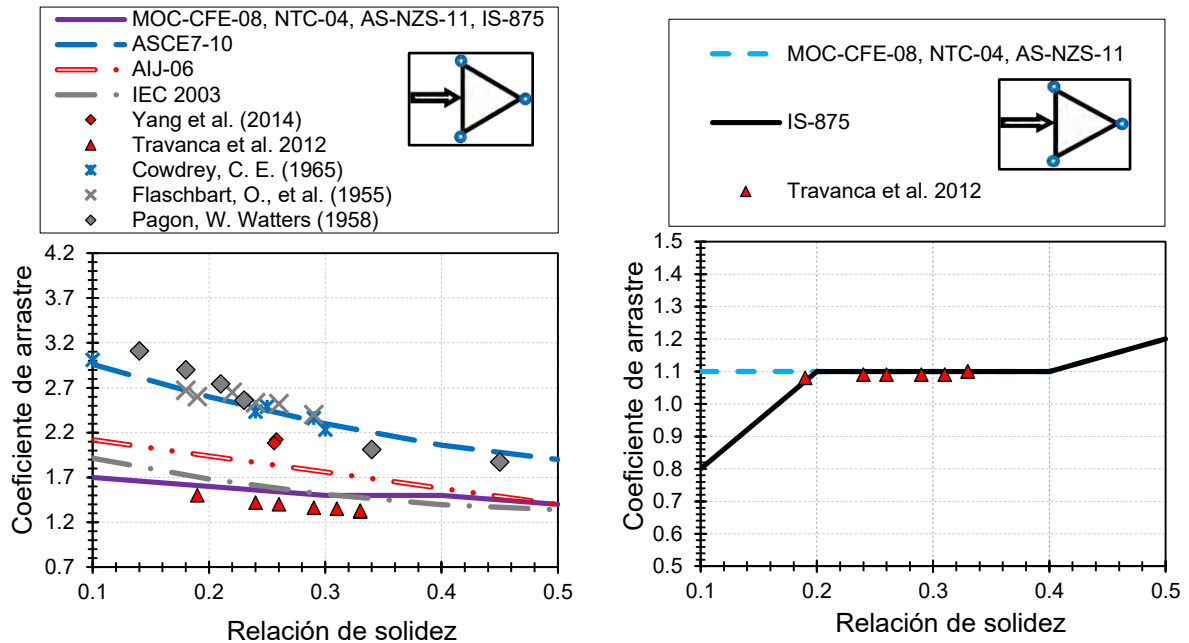 MOC-CFE-08, NTC-04, AS-NZS-11, IS-875
ASCE7-10
AIJ-06
IEC 2003
Yang et al. (2014)
Travanca et al. 2012
Cowdrey, C. E. (1965)
Flaschbart, O., et al. (1955)
Pagon, W. Watters (1958)
4.2
3.7
3.2
2.7
2.2
1.7
1.2
0.7
Coeficiente de arrastre
0.1 0.2 0.3 0.4 0.5
Relación de solidez
MOC-CFE-08, NTC-04, AS-NZS-11
IS-875
Travanca et al. 2012
1.5
1.4
1.3
1.2
1.1
1.0
0.9
0.8
0.7
0.6
0.5
Coeficiente de arrastre
0.1 0.2 0.3 0.4 0.5
Relación de solidez